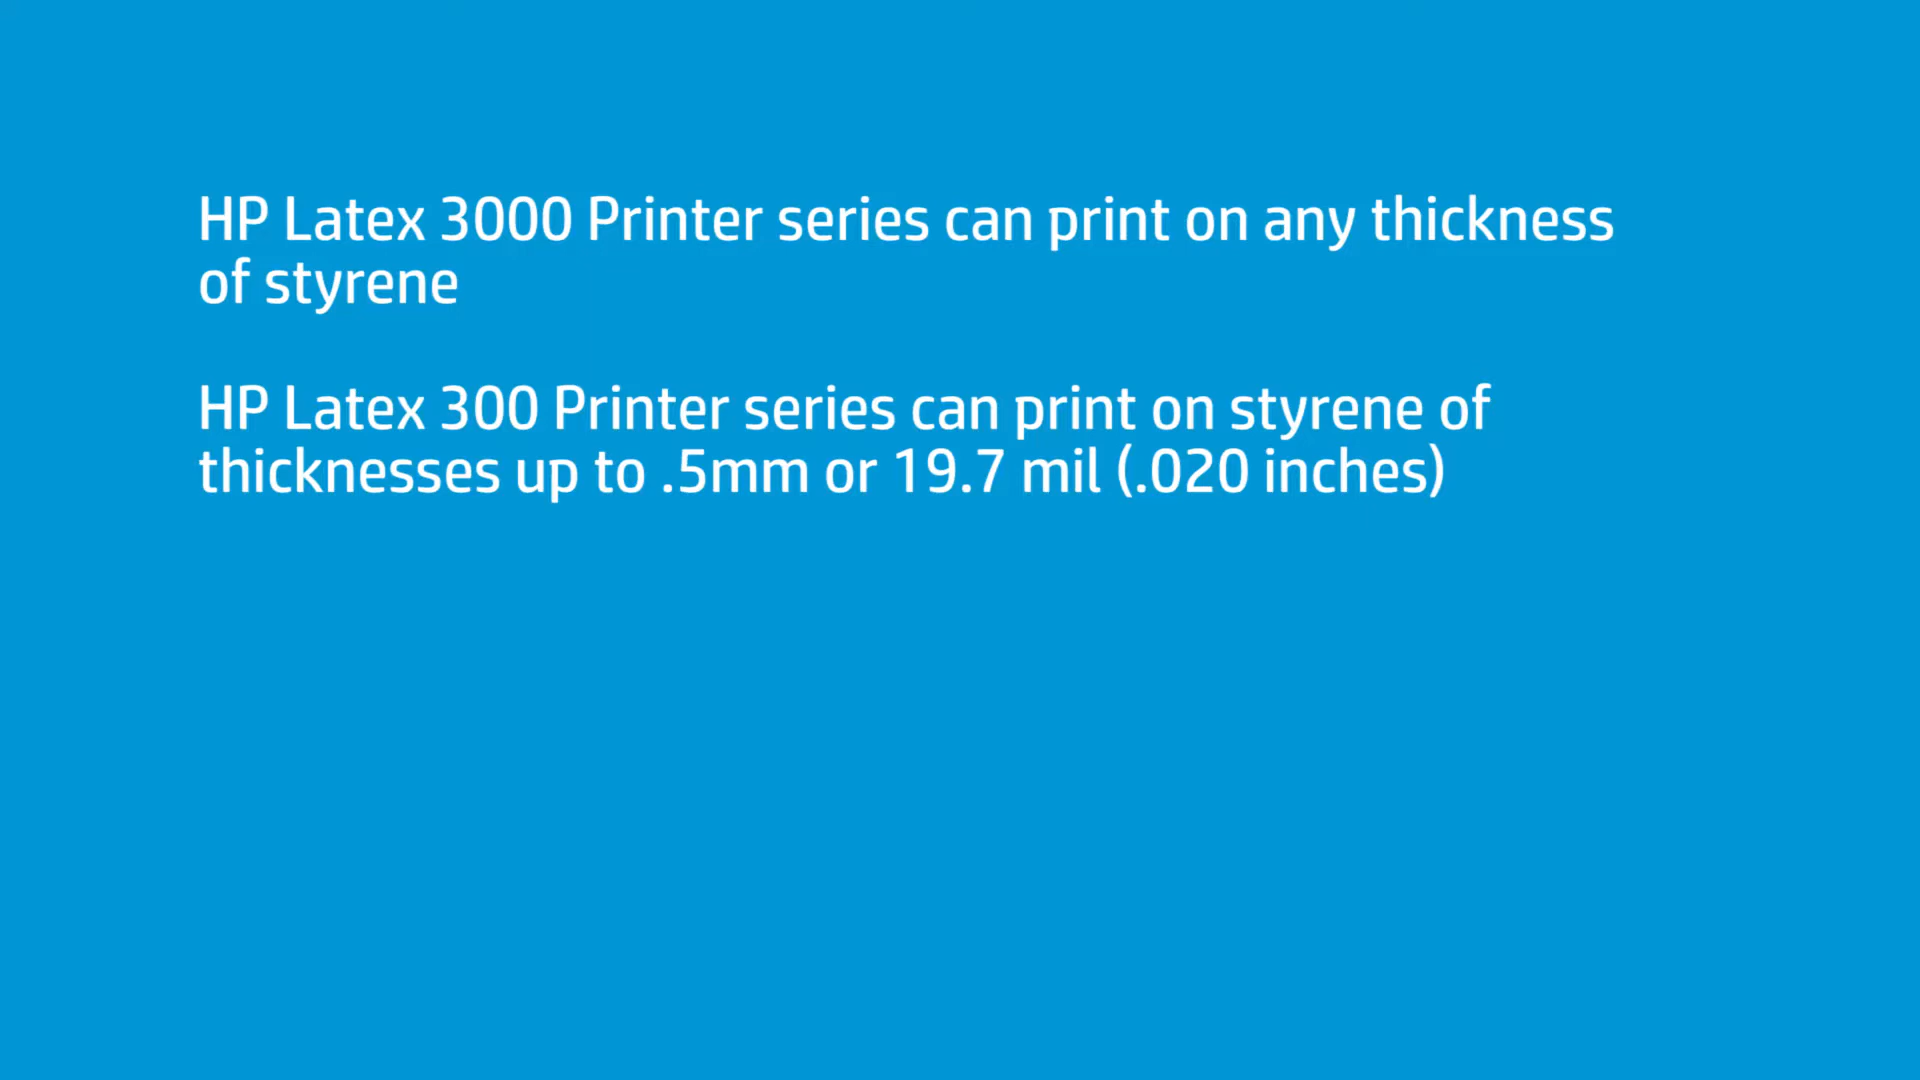 HP Latex 3000 Printer series can print on any thickness
of styrene
HP Latex 300 Printer series can print on styrene of
thicknesses up to .5mm or 19.7 mil (.020 inches)